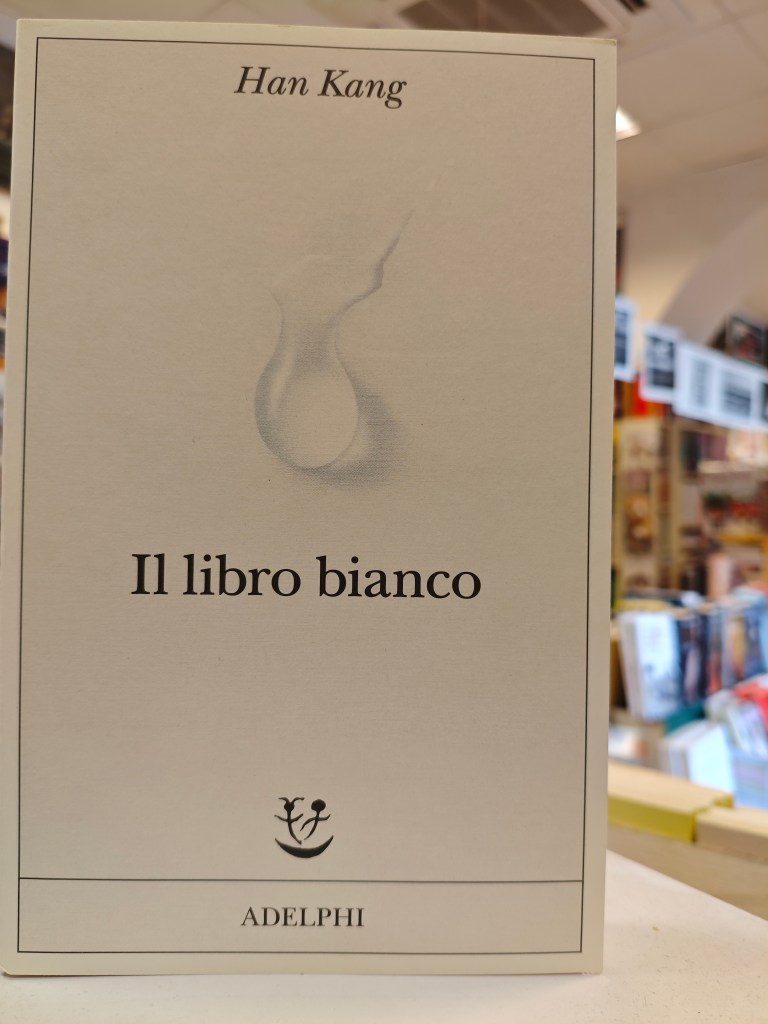 Han Kang
Il libro bianco
ADELPHI